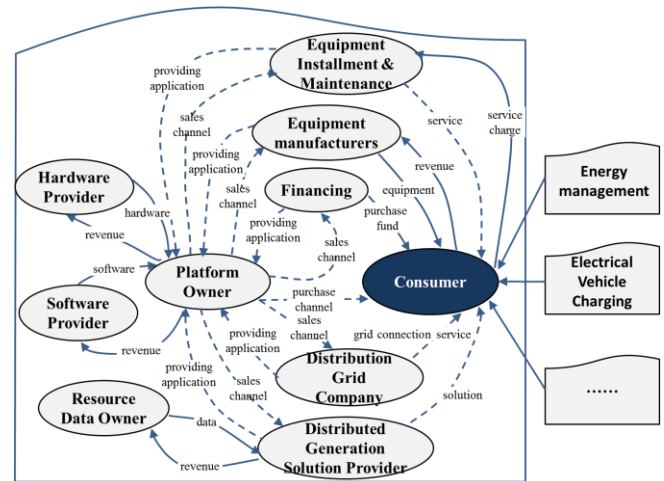 Equipment
Installment &
Maintenance
providing
application
sales
channel
service
service
charge
Equipment
manufacturers
providing
application
sales
channel
revenue
equipment
Hardware
Provider
hardware
revenue
Financing
providing
application
sales channel
purchase
fund
Energy
management
software
Platform
Owner
Consumer
Electrical
Vehicle
Charging
Software
Provider
revenue
purchase
channel
sales
channel
providing
application
grid connection
service
Distribution
Grid
Company
providing
application
sales
channel
solution
......
Resource
Data Owner
data
revenue
Distributed
Generation
Solution Provider